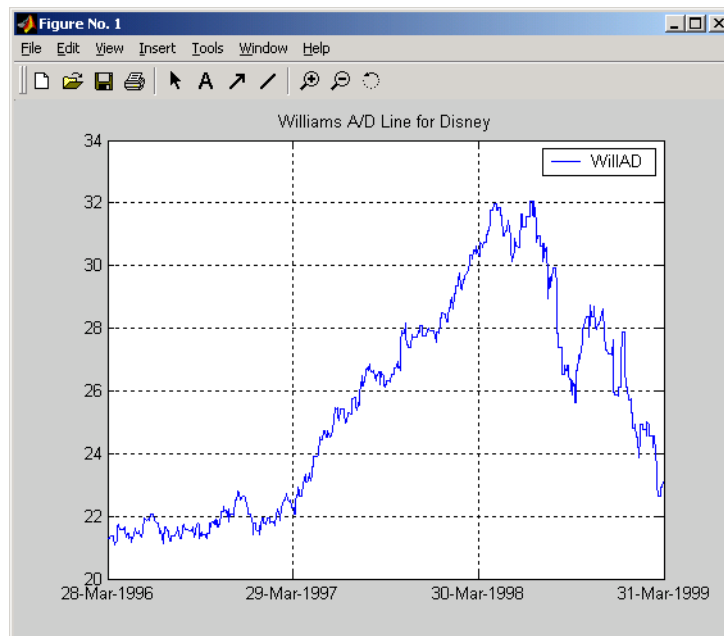 Figure No. 1
File Edit View Insert Tools Window Help
A
Williams A/D Line for Disney
WillAD
34
32
30
28
26
24
22
20
28-Mar-1996 29-Mar-1997 30-Mar-1998 31-Mar-1999